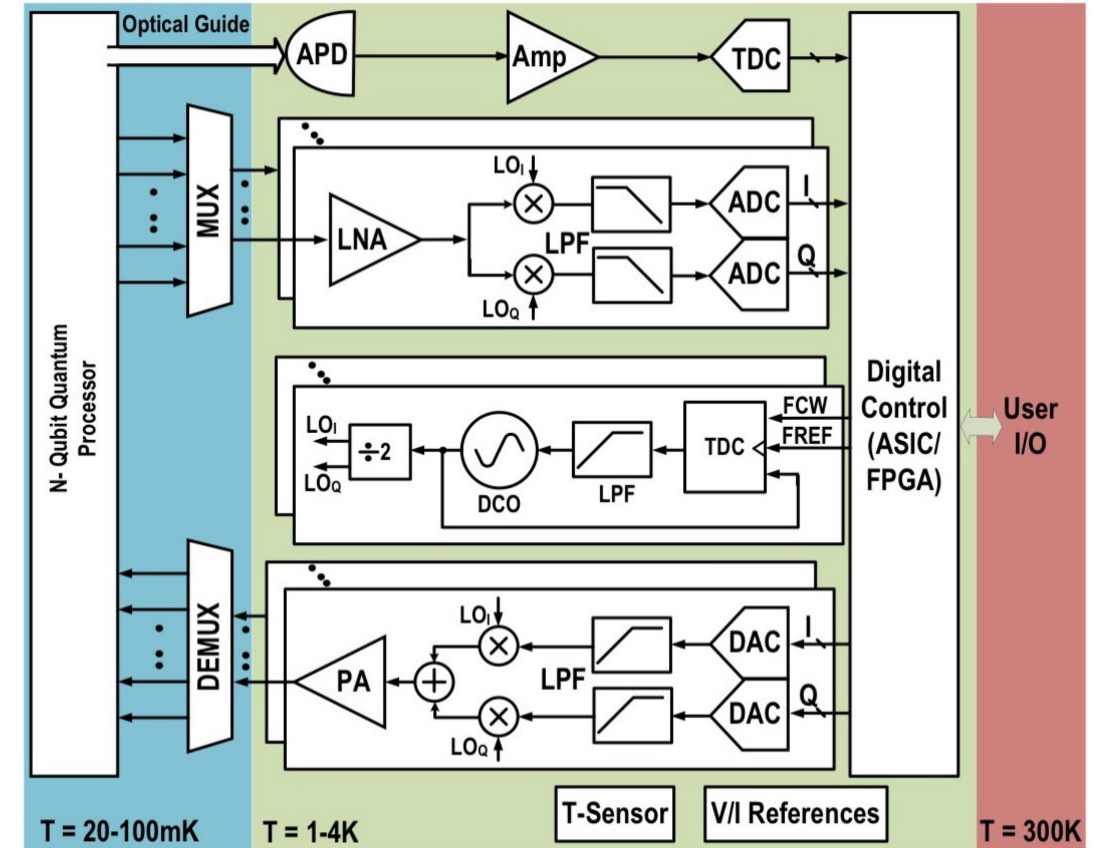 Optical Guide
APD
Amp
TDC
N- Qubit Quantum
Processor
MUX
LNA
LOI
LOQ
LPF
ADC
ADC
I
Q
Digital
Control
(ASIC/
FPGA)
User
I/O
LOI
LOQ
÷2
DCO
LPF
TDC
FCW
FREF
DEMUX
PA
LOI
LOQ
LPF
DAC
DAC
I
Q
T-Sensor
V/I References
T = 20-100mK
T = 1-4K
T = 300K